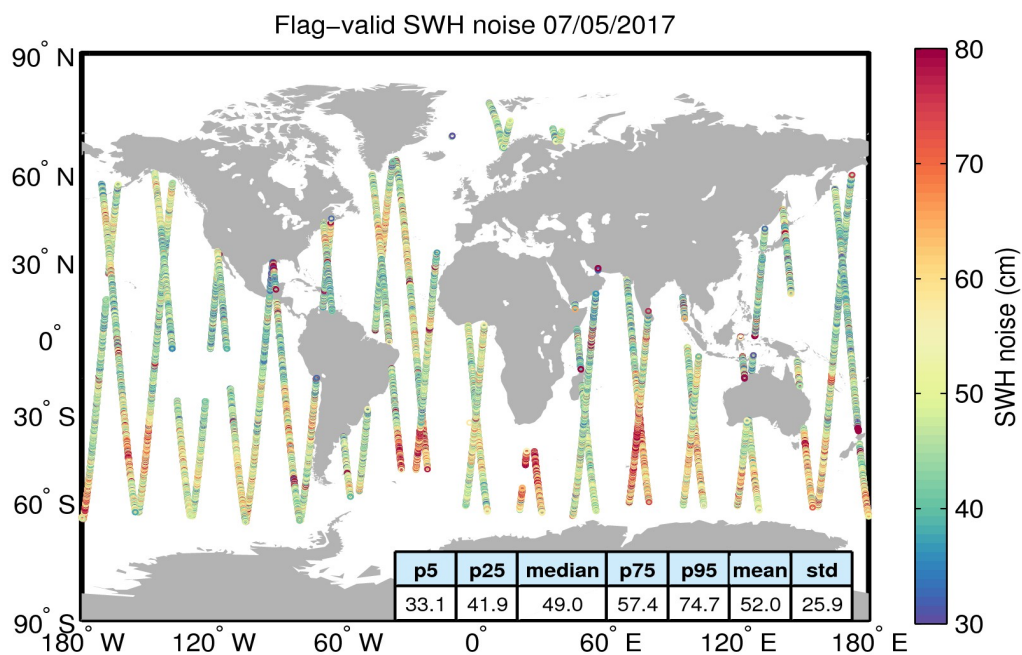 Flag−valid SWH noise 07/05/2017
90° N
60° N
30° N
0°
30° S
60° S
90° S
180° W
120° W
60° W
0°
60° E
120° E
180° E
p5 p25 median p75 p95 mean std
33.1 41.9 49.0 57.4 74.7 52.0 25.9
80
70
60
50
40
30
SWH noise (cm)